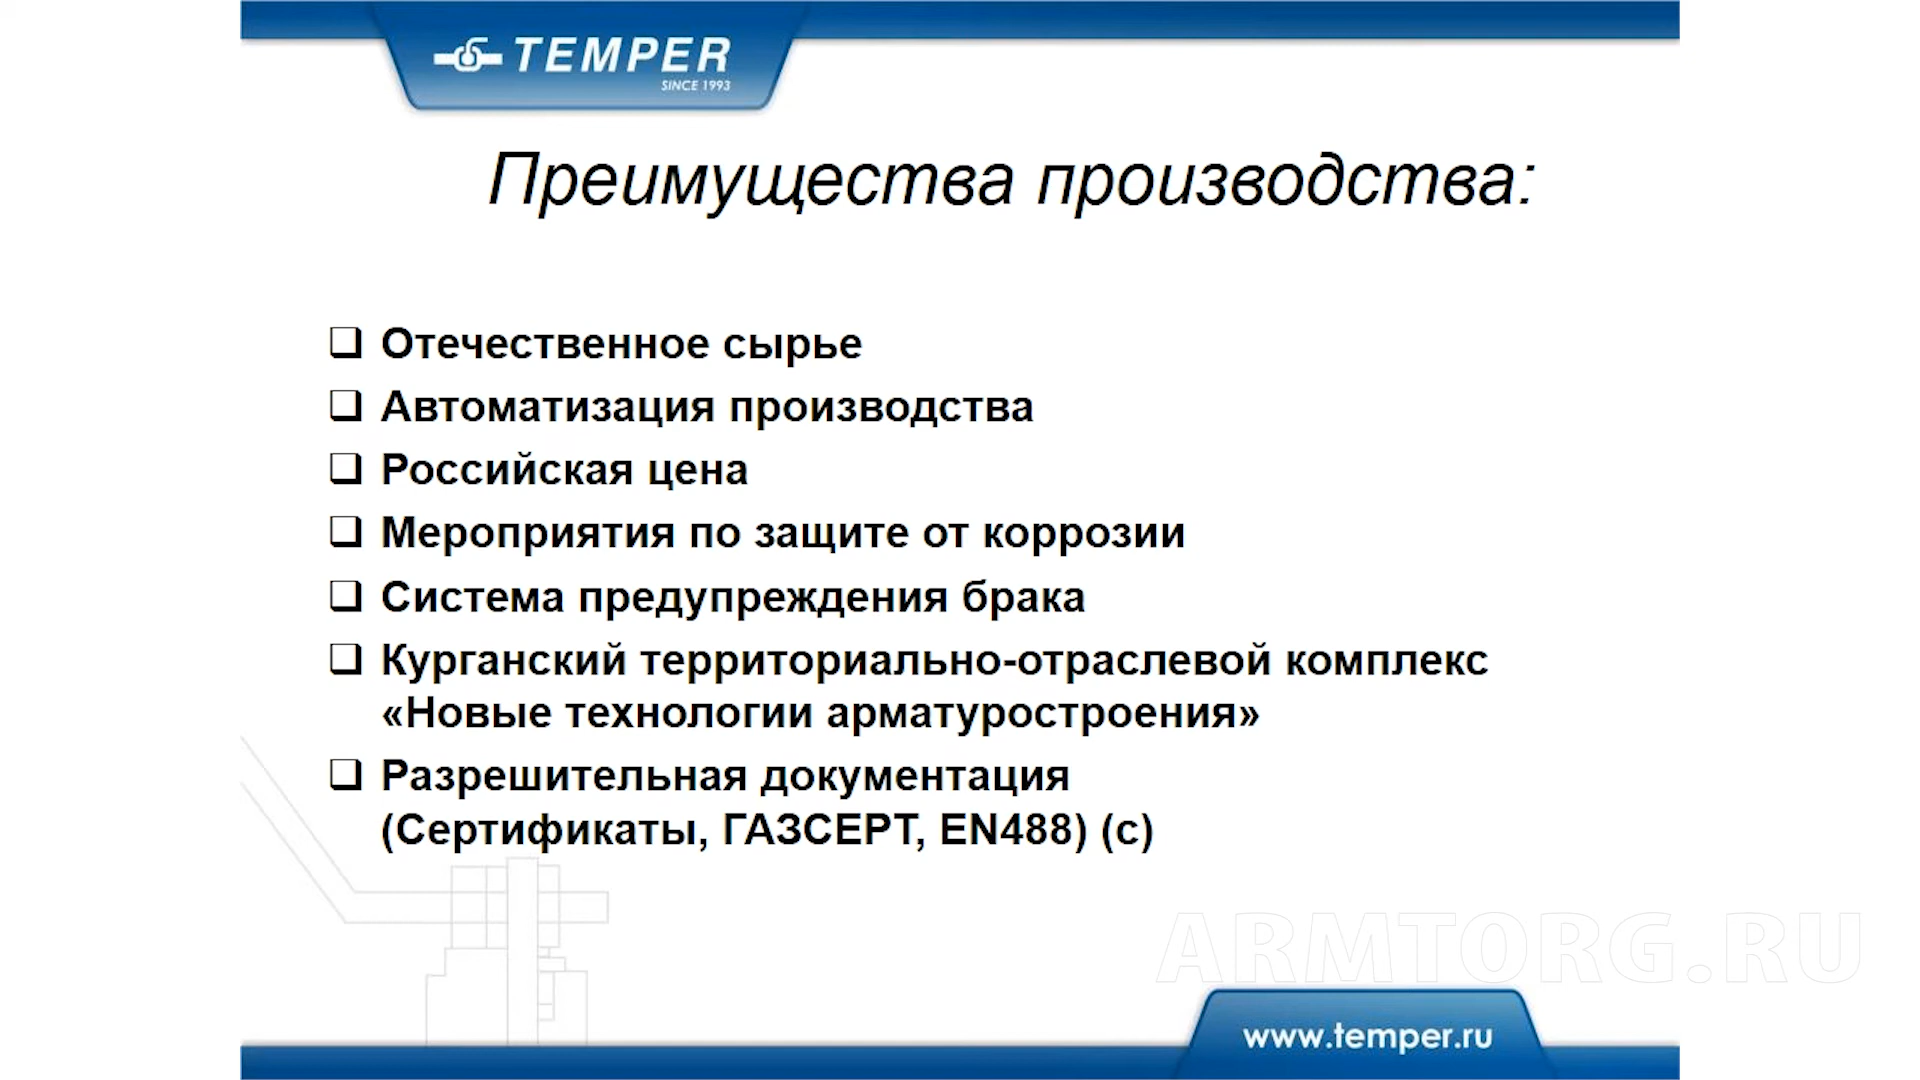 TEMPER
SINCE 1993
Преимущества производства:
❑ Отечественное сырье
❑ Автоматизация производства
❑ Российская цена
❑ Мероприятия по защите от коррозии
❑ Система предупреждения брака
❑ Курганский территориально-отраслевой комплекс
«Новые технологии арматуростроения»
❑ Разрешительная документация
(Сертификаты, ГАЗСЕРТ, EN488) (с)
ARMTORG.RU
www.temper.ru